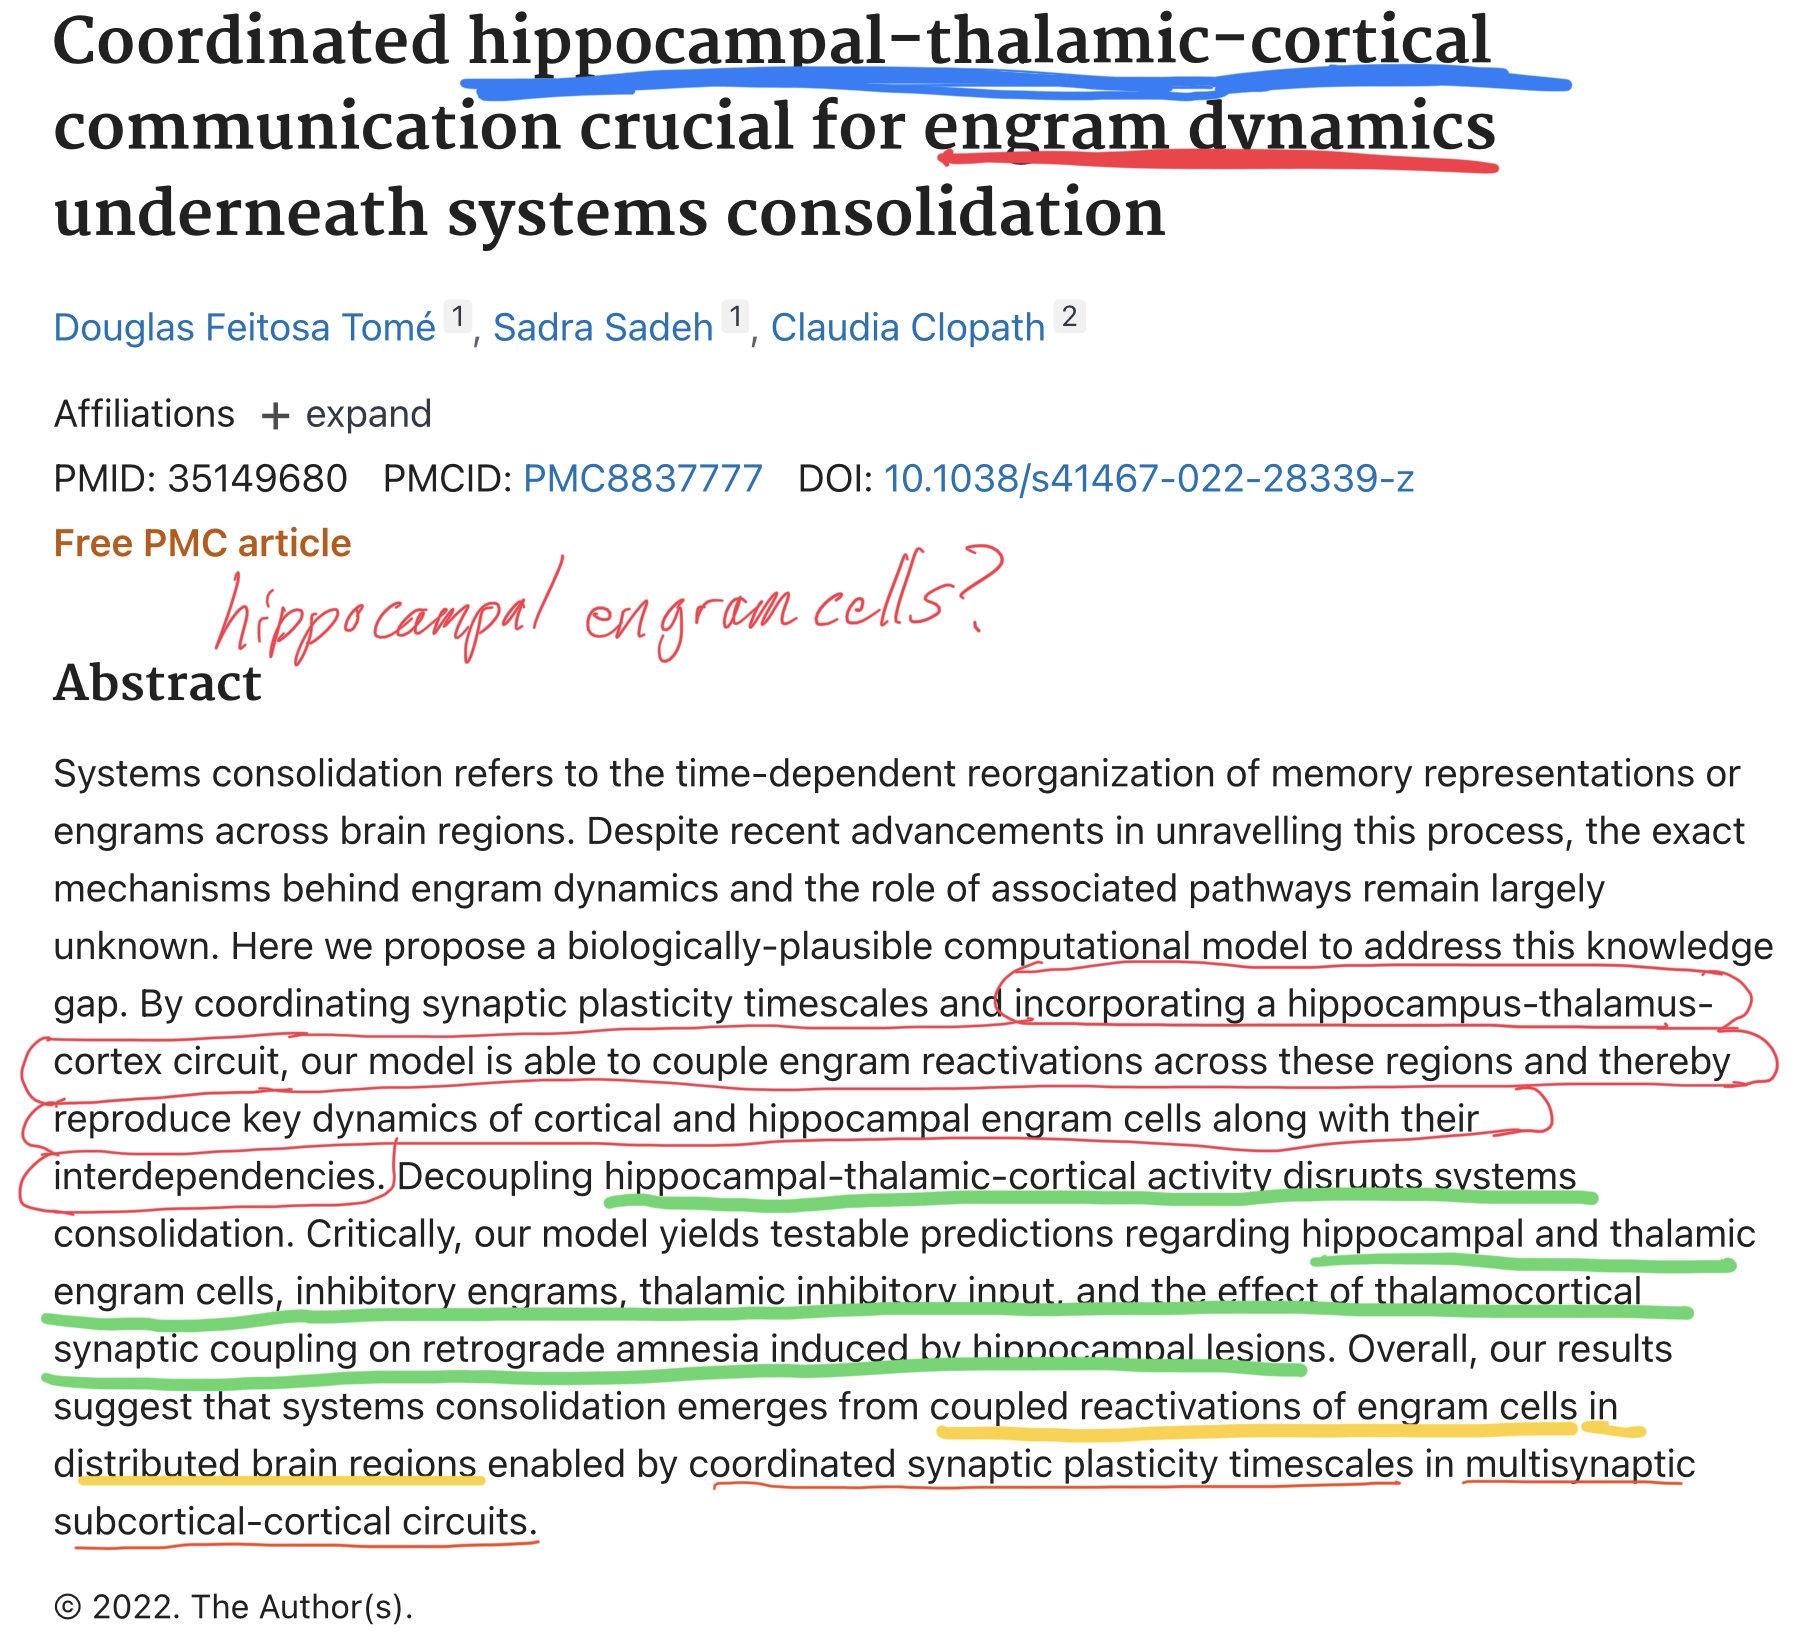 Coordinated hippocampal-thalamic-cortical
communication crucial for engram dynamics
underneath systems consolidation
Douglas Feitosa Tomé 1, Sadra Sadeh 1, Claudia Clopath 2
Affiliations + expand
PMID: 35149680 PMCID: PMC8837777 DOI: 10.1038/s41467-022-28339-z
Free PMC article
hippocampal engram cells?
Abstract
Systems consolidation refers to the time-dependent reorganization of memory representations or
engrams across brain regions. Despite recent advancements in unravelling this process, the exact
mechanisms behind engram dynamics and the role of associated pathways remain largely
unknown. Here we propose a biologically-plausible computational model to address this knowledge
gap. By coordinating synaptic plasticity timescales and incorporating a hippocampus-thalamus-
cortex circuit, our model is able to couple engram reactivations across these regions and thereby
reproduce key dynamics of cortical and hippocampal engram cells along with their
interdependencies. Decoupling hippocampal-thalamic-cortical activity disrupts systems
consolidation. Critically, our model yields testable predictions regarding hippocampal and thalamic
engram cells, inhibitory engrams, thalamic inhibitory input, and the effect of thalamocortical
synaptic coupling on retrograde amnesia induced by hippocampal lesions. Overall, our results
suggest that systems consolidation emerges from coupled reactivations of engram cells in
distributed brain regions enabled by coordinated synaptic plasticity timescales in multisynaptic
subcortical-cortical circuits.
© 2022. The Author(s).